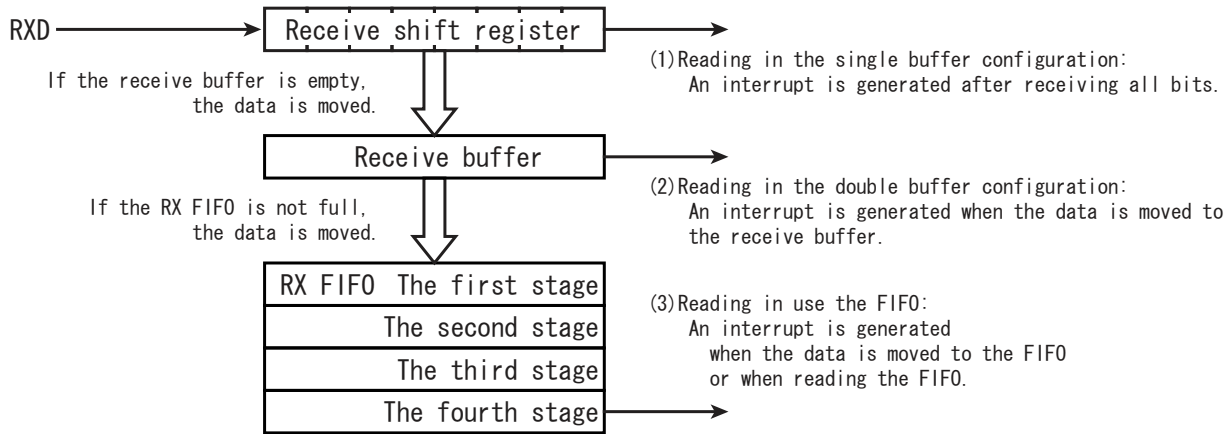 RXD
Receive shift register
(1)Reading in the single buffer configuration:
An interrupt is generated after receiving all bits.
If the receive buffer is empty,
the data is moved.
Receive buffer
(2)Reading in the double buffer configuration:
An interrupt is generated when the data is moved to
the receive buffer.
If the RX FIFO is not full,
the data is moved.
RX FIFO The first stage
The second stage
The third stage
The fourth stage
(3)Reading in use the FIFO:
An interrupt is generated
when the data is moved to the FIFO
or when reading the FIFO.